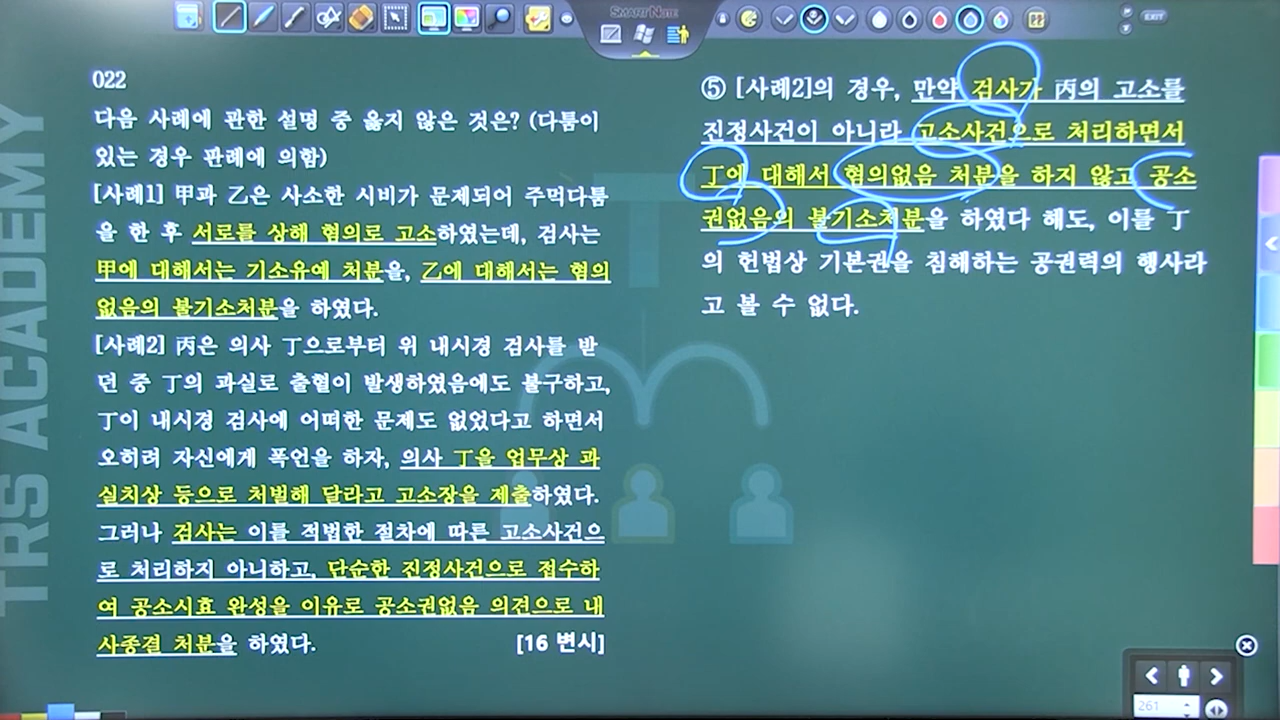 SMART NOTE
EXIT
TRS ACADEMY
022
다음 사례에 관한 설명 중 옳지 않은 것은? (다툼이
있는 경우 판례에 의함)
[사례1] 甲과 乙은 사소한 시비가 문제되어 주먹다툼
을 한 후 서로를 상해 혐의로 고소하였는데, 검사는
甲에 대해서는 기소유예 처분을, 乙에 대해서는 혐의
없음의 불기소처분을 하였다.
[사례2] 丙은 의사 丁으로부터 위 내시경 검사를 받
던 중 丁의 과실로 출혈이 발생하였음에도 불구하고,
丁이 내시경 검사에 어떠한 문제도 없었다고 하면서
오히려 자신에게 폭언을 하자, 의사 丁을 업무상 과
실치상 등으로 처벌해 달라고 고소장을 제출하였다.
그러나 검사는 이를 적법한 절차에 따른 고소사건으
로 처리하지 아니하고, 단순한 진정사건으로 접수하
여 공소시효 완성을 이유로 공소권없음 의견으로 내
사종결 처분을 하였다. [16 변시]
⑤ [사례2]의 경우, 만약 검사가 丙의 고소를
진정사건이 아니라 고소사건으로 처리하면서
丁에 대해서 혐의없음 처분을 하지 않고 공소
권없음의 불기소처분을 하였다 해도, 이를 丁
의 헌법상 기본권을 침해하는 공권력의 행사라
고 볼 수 없다.
261